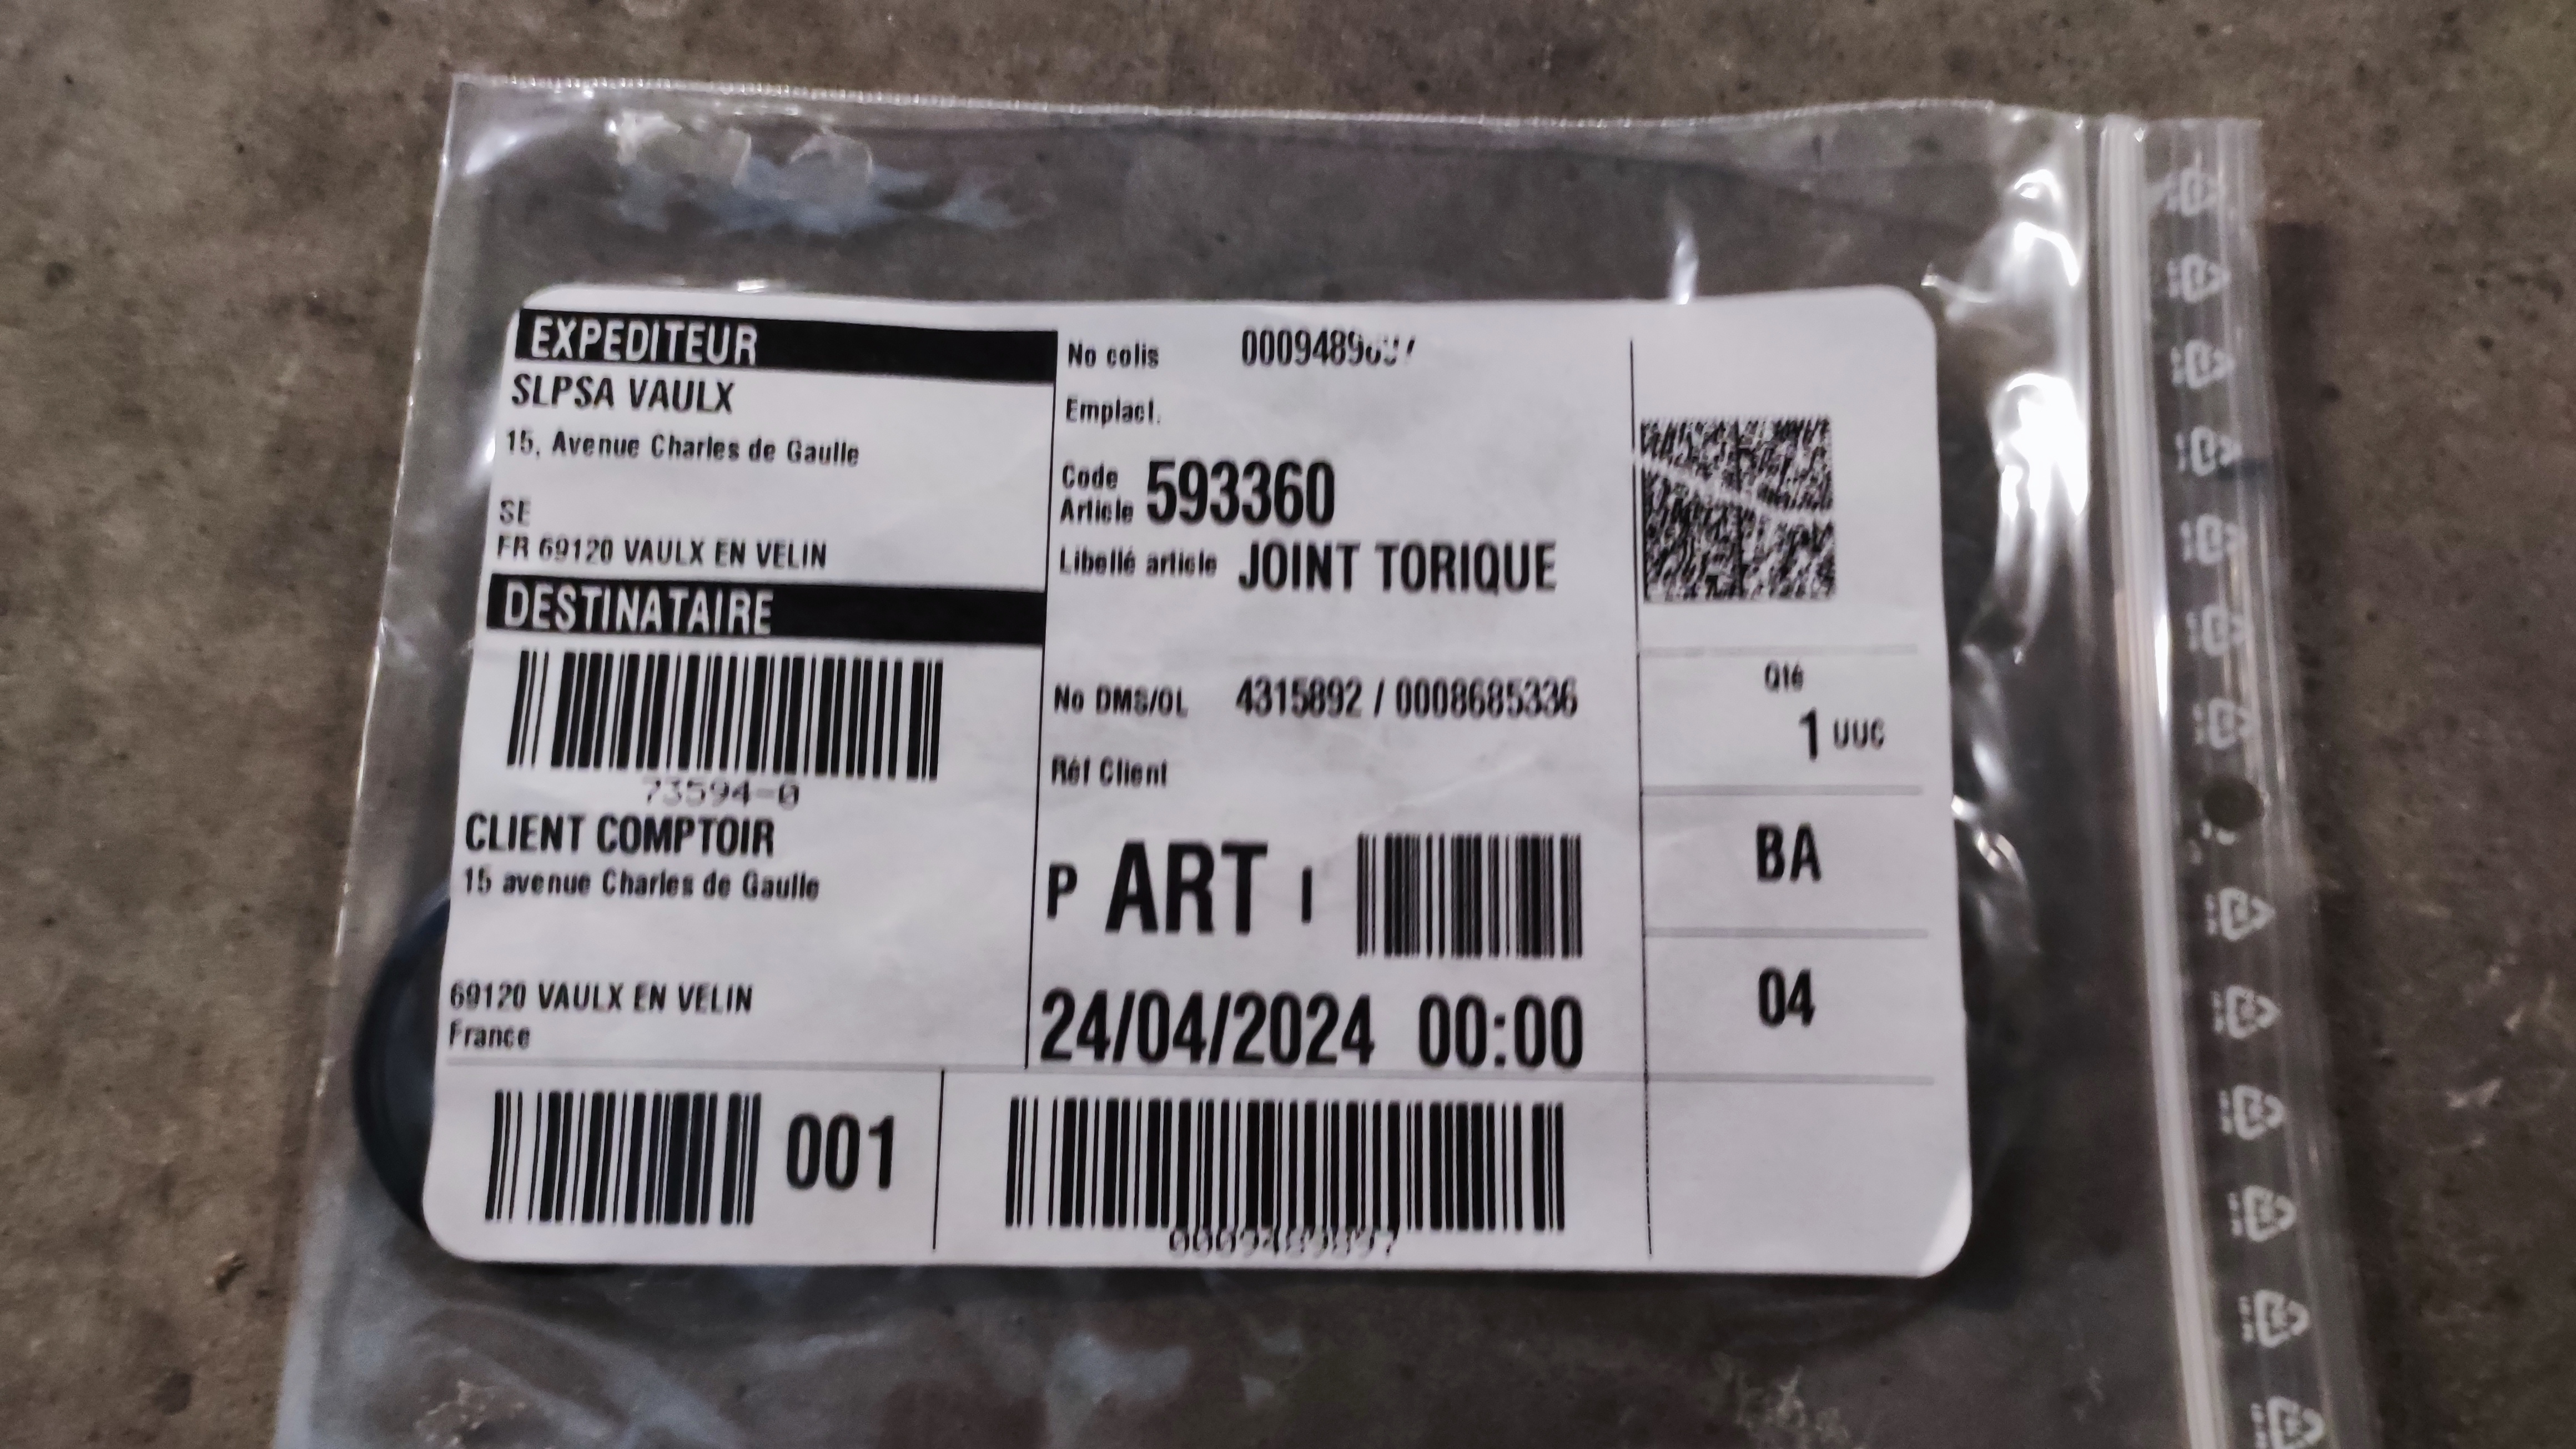 EXPEDITEUR
SLPSA VAULX
15, Avenue Charles de Gaulle
SE
FR 69120 VAULX EN VELIN
DESTINATAIRE
73594-0
CLIENT COMPTOIR
15 avenue Charles de Gaulle
69120 VAULX EN VELIN
France
001
No colis
Emplact.
Code Article 593360
Libellé article JOINT TORIQUE
No DMS/OL 4315892 / 0008685336
Réf Client
P ART I
24/04/2024 00:00
0009489897
Qté
1 UUC
BA
04